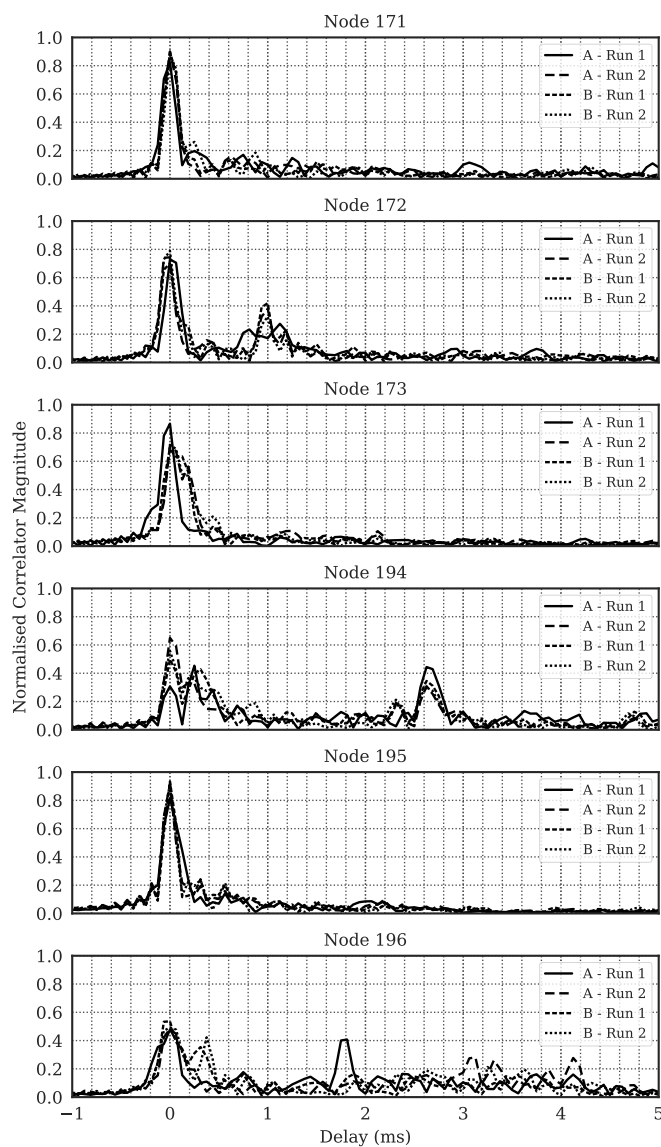 Node 171
1.0
0.8
0.6
0.4
0.2
0.0
A - Run 1
A - Run 2
B - Run 1
B - Run 2
Node 172
1.0
0.8
0.6
0.4
0.2
0.0
A - Run 1
A - Run 2
B - Run 1
B - Run 2
Node 173
1.0
0.8
0.6
0.4
0.2
0.0
A - Run 1
A - Run 2
B - Run 1
B - Run 2
Normalised Correlator Magnitude
Node 194
1.0
0.8
0.6
0.4
0.2
0.0
A - Run 1
A - Run 2
B - Run 1
B - Run 2
Node 195
1.0
0.8
0.6
0.4
0.2
0.0
A - Run 1
A - Run 2
B - Run 1
B - Run 2
Node 196
1.0
0.8
0.6
0.4
0.2
0.0
A - Run 1
A - Run 2
B - Run 1
B - Run 2
−1 0 1 2 3 4 5
Delay (ms)